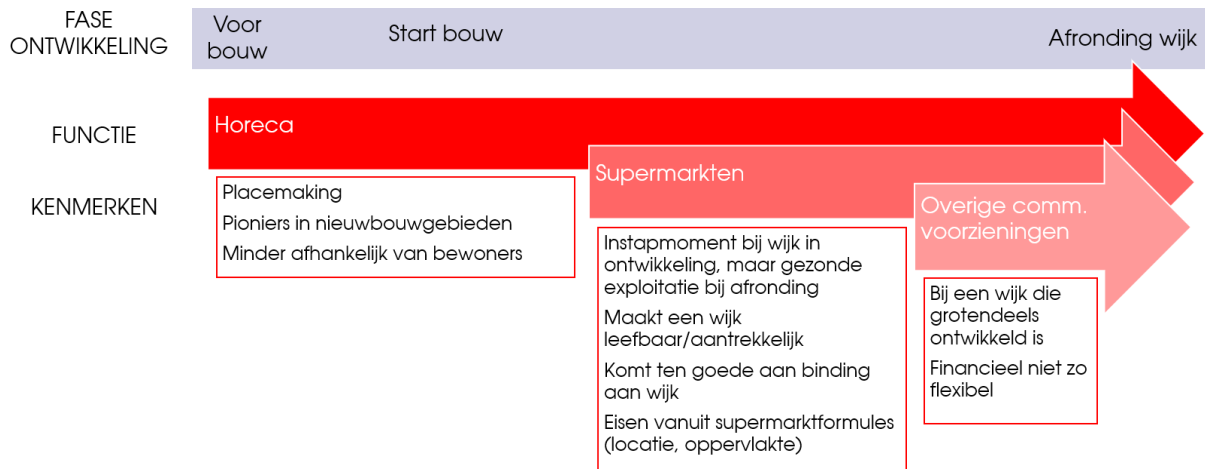 FASE
ONTWIKKELING
Voor
bouw
Start bouw
Afronding wijk
FUNCTIE
Horeca
Supermarkten
Overige comm.
voorzieningen
KENMERKEN
Placemaking
Pioniers in nieuwbouwgebieden
Minder afhankelijk van bewoners
Instapmoment bij wijk in
ontwikkeling, maar gezonde
exploitatie bij afronding
Maakt een wijk
leefbaar/aantrekkelijk
Komt ten goede aan binding
aan wijk
Eisen vanuit supermarktformules
(locatie, oppervlakte)
Bij een wijk die
grotendeels
ontwikkeld is
Financieel niet zo
flexibel